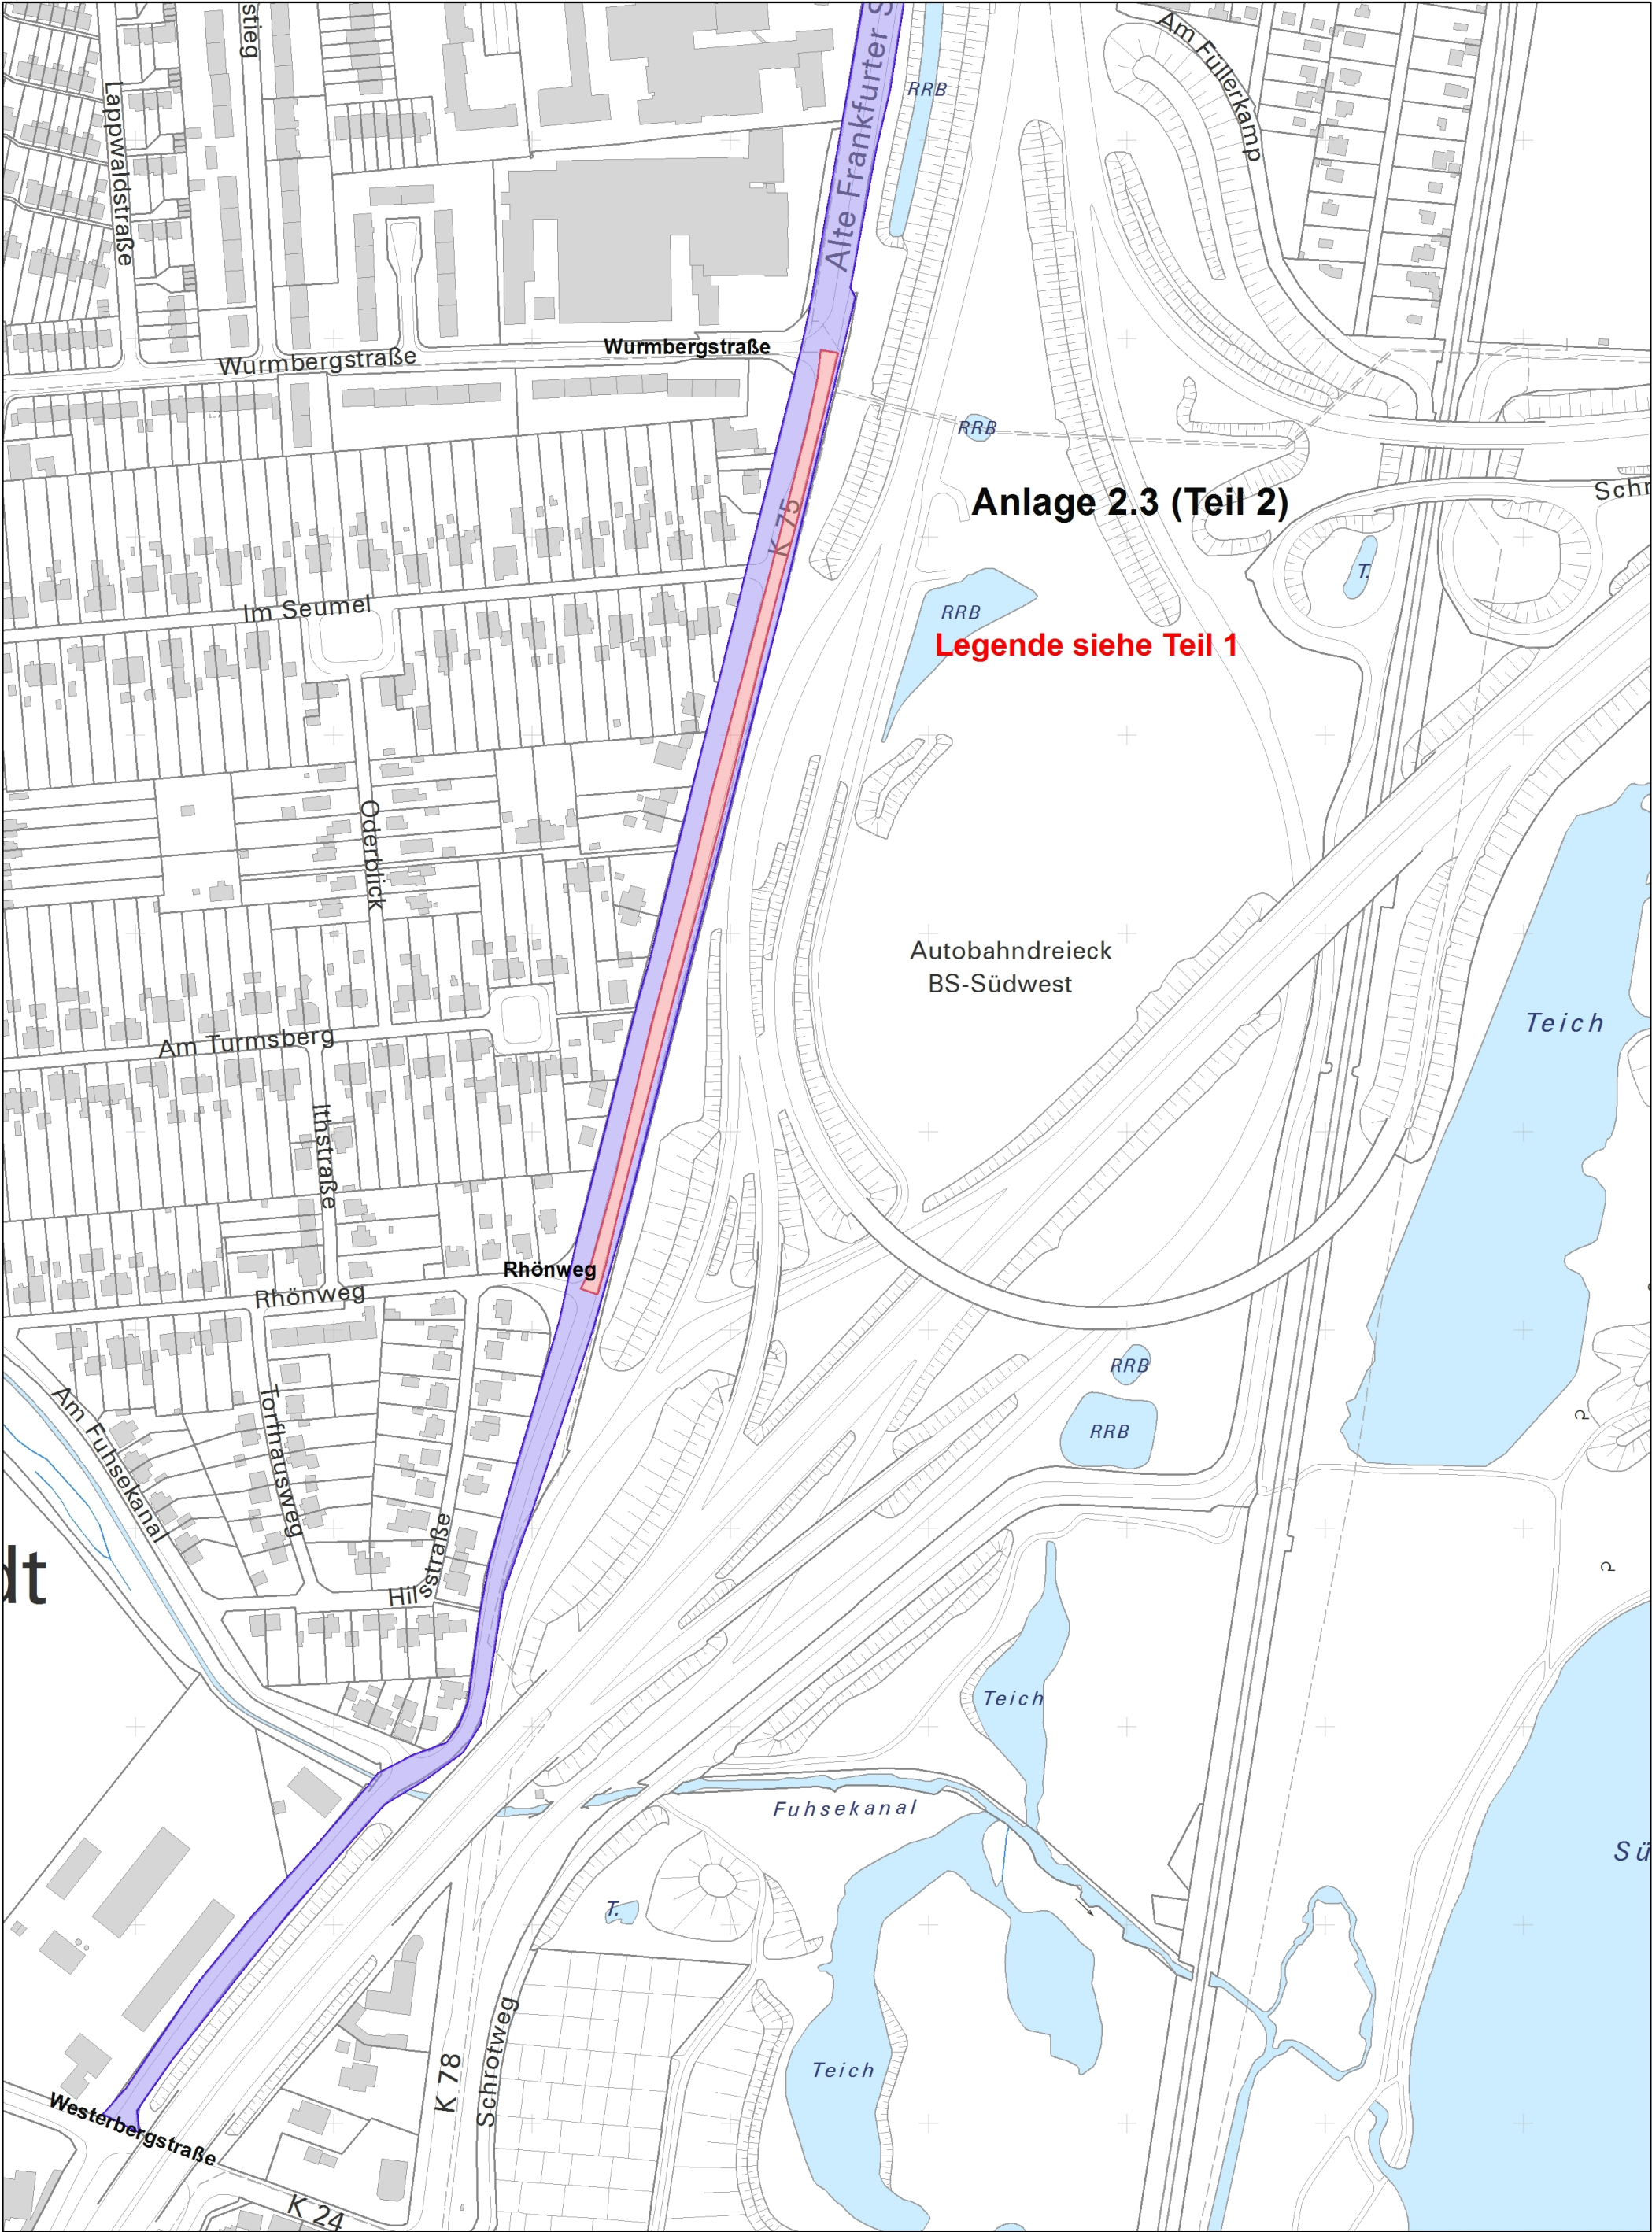 Lappwaldstraße
stieg
Alte Frankfurter S
RRB
Am Füllerkamp
Wurmbergstraße
Wurmbergstraße
RRB
Anlage 2.3 (Teil 2)
Schr
K 75
T.
Im Seumel
RRB
Legende siehe Teil 1
Oderblick
Autobahndreieck
BS-Südwest
Teich
Am Turmsberg
Ithstraße
Rhönweg
Rhönweg
RRB
RRB
Am Fuhsekanal
Torfhausweg
Hilsstraße
dt
Teich
Fuhsekanal
Sü
T.
Teich
K 78
Schrotweg
Westerbergstraße
K 24